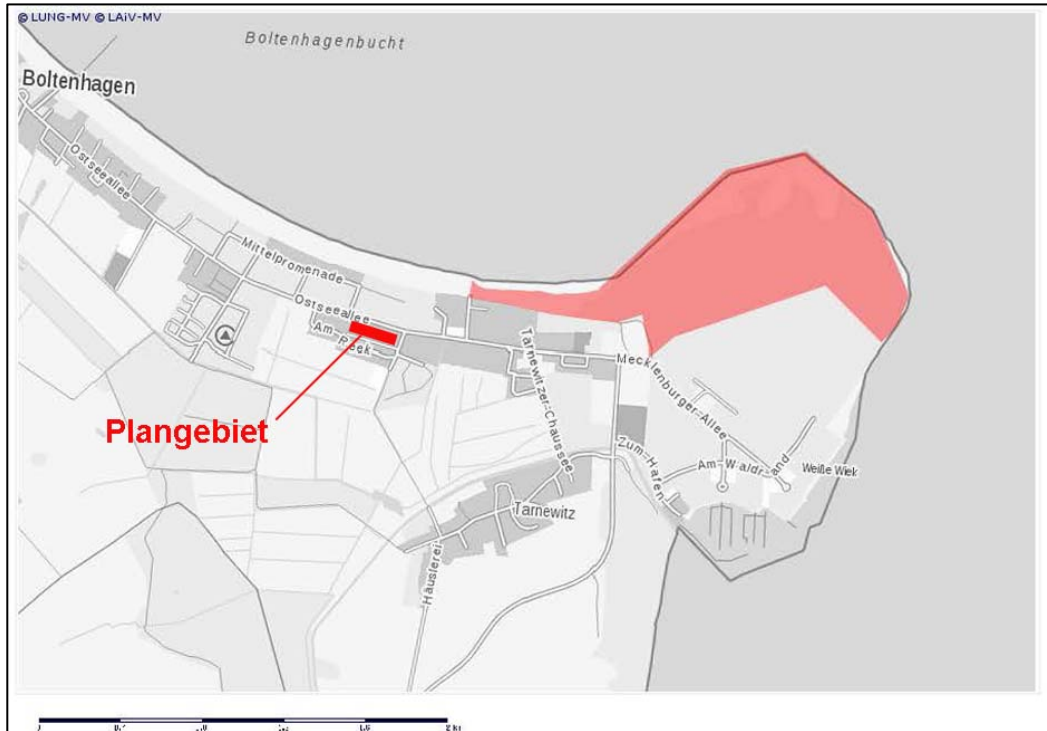 © LUNG-MV © LAiV-MV
Boltenhagenbucht
Boltenhagen
Ostseeallee
Mittelpromenade
Ostseeallee
Am-Reek
Plangebiet
Tarnewitzer-Chaussee
Mecklenburger-Allee
Zum-Hafen
Am-Waldrand
Weiße Wiek
Tarnewitz
Häuslerei